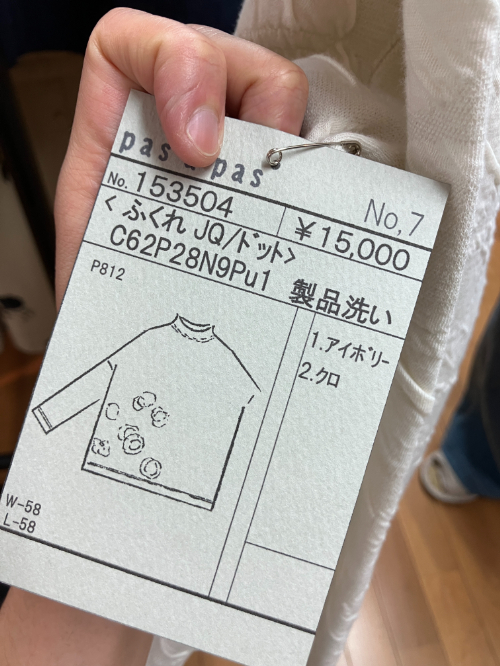 pas à pas
No,7
No. 153504
¥15,000
< ふくれ JQ/ドット>
C62P28N9Pu1
製品洗い
P812
1.アイボリー
2.クロ
W-58
L-58